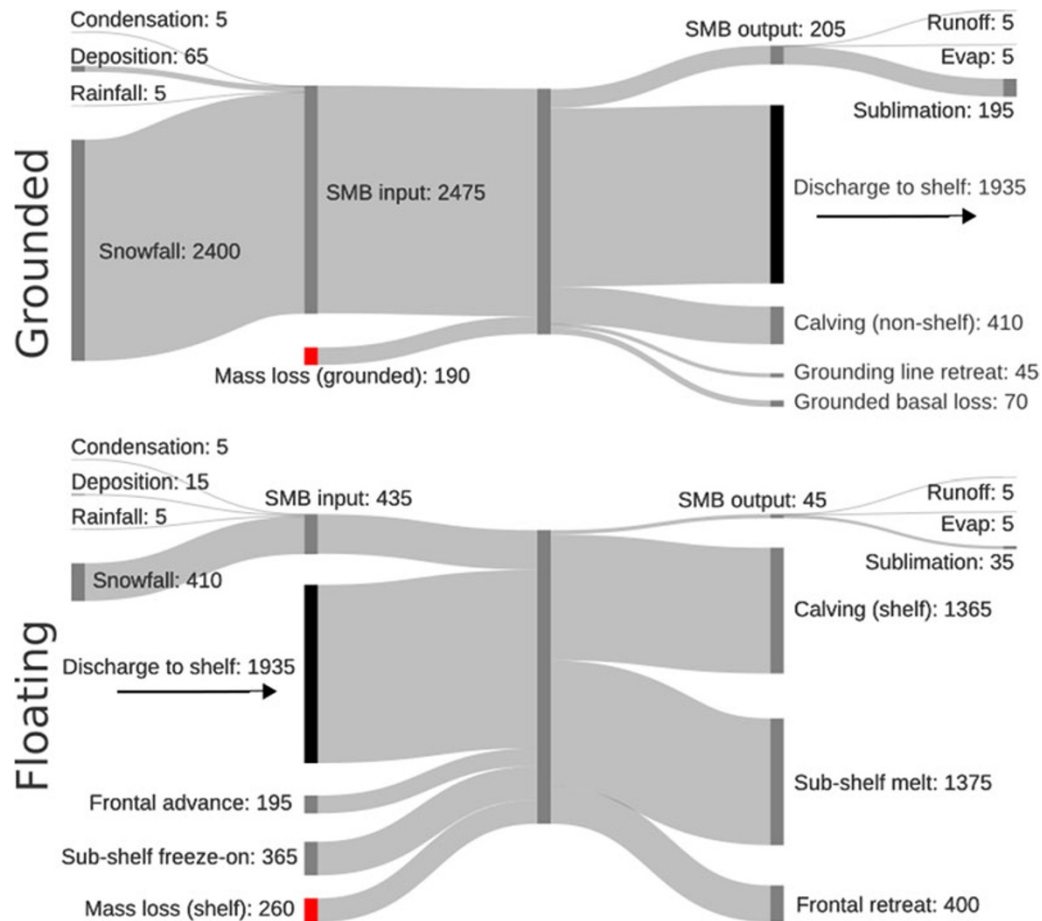 Condensation: 5
Deposition: 65
Rainfall: 5
Snowfall: 2400
Grounded
SMB input: 2475
Mass loss (grounded): 190
SMB output: 205
Runoff: 5
Evap: 5
Sublimation: 195
Discharge to shelf: 1935
Calving (non-shelf): 410
Grounding line retreat: 45
Grounded basal loss: 70
Condensation: 5
Deposition: 15
Rainfall: 5
Snowfall: 410
Floating
SMB input: 435
Discharge to shelf: 1935
Frontal advance: 195
Sub-shelf freeze-on: 365
Mass loss (shelf): 260
SMB output: 45
Runoff: 5
Evap: 5
Sublimation: 35
Calving (shelf): 1365
Sub-shelf melt: 1375
Frontal retreat: 400